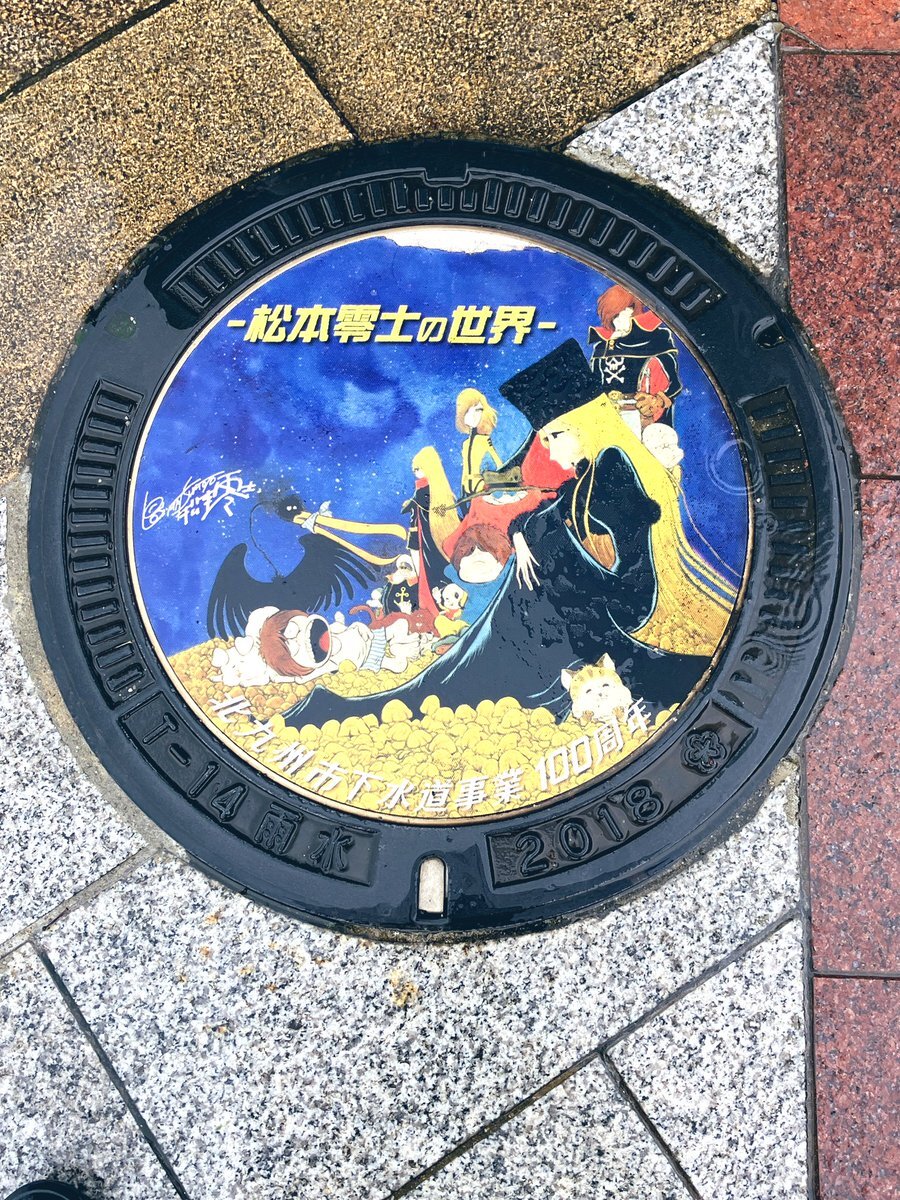 -松本零士の世界-
北九州市下水道事業100周年
T-14 雨水
2018